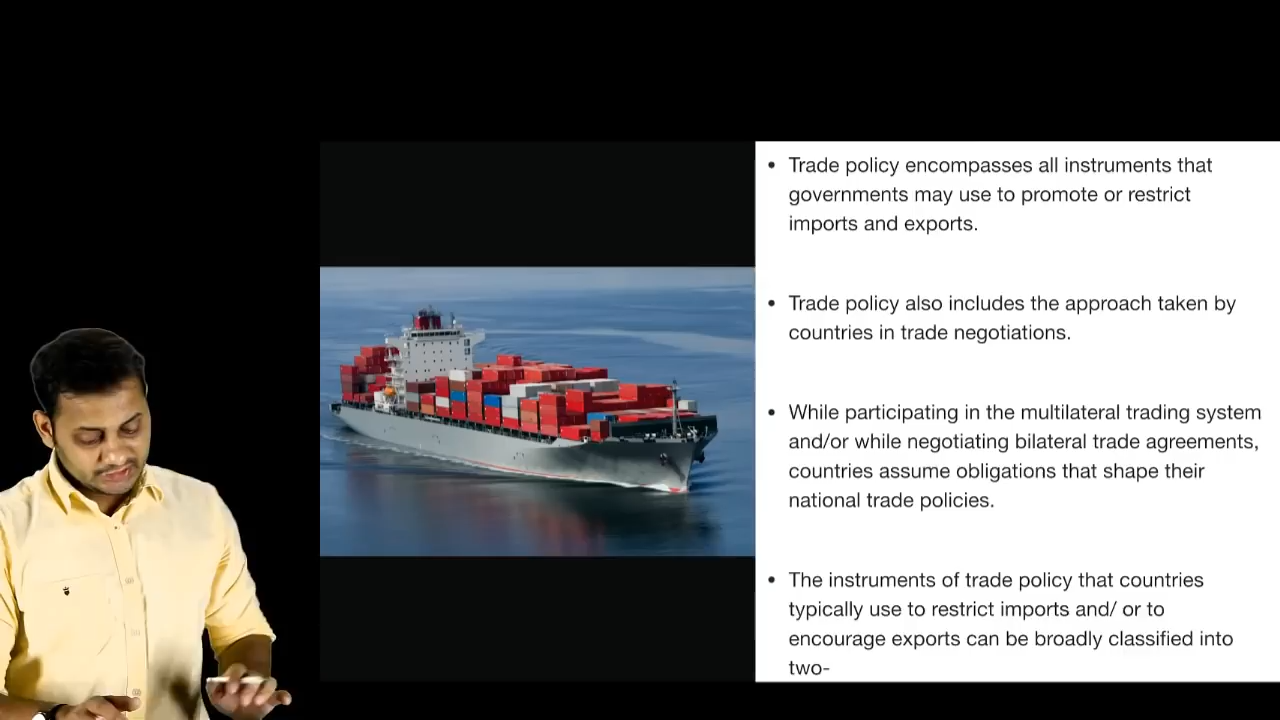 • Trade policy encompasses all instruments that
governments may use to promote or restrict
imports and exports.
• Trade policy also includes the approach taken by
countries in trade negotiations.
• While participating in the multilateral trading system
and/or while negotiating bilateral trade agreements,
countries assume obligations that shape their
national trade policies.
• The instruments of trade policy that countries
typically use to restrict imports and/ or to
encourage exports can be broadly classified into
two-